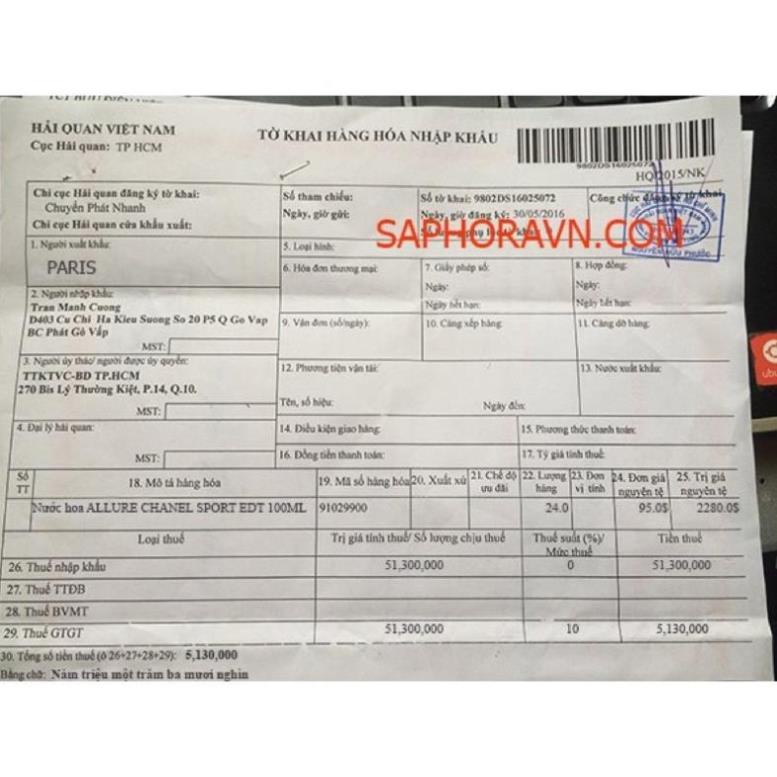 HẢI QUAN VIỆT NAM
Cục Hải quan: TP HCM
TỜ KHAI HÀNG HÓA NHẬP KHẨU
9802DS16025072
HQ/2015/NK
Chi cục Hải quan đăng ký tờ khai:
Chuyển Phát Nhanh
Chi cục Hải quan cửa khẩu xuất:
Số tham chiếu:
Ngày, giờ gửi:
Số tờ khai: 9802DS16025072
Ngày, giờ đăng ký: 30/05/2016
Công chức đăng ký tờ khai
SAPHORAVN.COM
NGUYỄN HỮU PHƯỚC
1. Người xuất khẩu:
PARIS
5. Loại hình:
6. Hóa đơn thương mại:
7. Giấy phép số:
Ngày:
Ngày hết hạn:
8. Hợp đồng:
Ngày:
Ngày hết hạn:
2. Người nhập khẩu:
Tran Manh Cuong
D403 Cu Chi Ha Kieu Suong So 20 P5 Q Go Vap
BC Phát Gò Vấp
MST:
9. Vận đơn (số/ngày):
10. Cảng xếp hàng:
11. Cảng dỡ hàng:
3. Người ủy thác/ người được ủy quyền:
TTKTVC-BD TP.HCM
270 Bis Lý Thường Kiệt, P.14, Q.10.
MST:
12. Phương tiện vận tải:
Tên, số hiệu:
Ngày đến:
13. Nước xuất khẩu:
4. Đại lý hải quan:
MST:
14. Điều kiện giao hàng:
15. Phương thức thanh toán:
16. Đồng tiền thanh toán:
17. Tỷ giá tính thuế:
Số TT
18. Mô tả hàng hóa
19. Mã số hàng hóa
20. Xuất xứ
21. Chế độ ưu đãi
22. Lượng hàng
23. Đơn vị tính
24. Đơn giá nguyên tệ
25. Trị giá nguyên tệ
Nước hoa ALLURE CHANEL SPORT EDT 100ML 91029900 24.0 95.0$ 2280.0$
Loại thuế
Trị giá tính thuế/ Số lượng chịu thuế
Thuế suất (%)/ Mức thuế
Tiền thuế
26. Thuế nhập khẩu 51,300,000 0 51,300,000
27. Thuế TTĐB
28. Thuế BVMT
29. Thuế GTGT 51,300,000 10 5,130,000
30. Tổng số tiền thuế (ô 26+27+28+29): 5,130,000
Bằng chữ: Năm triệu một trăm ba mươi nghìn